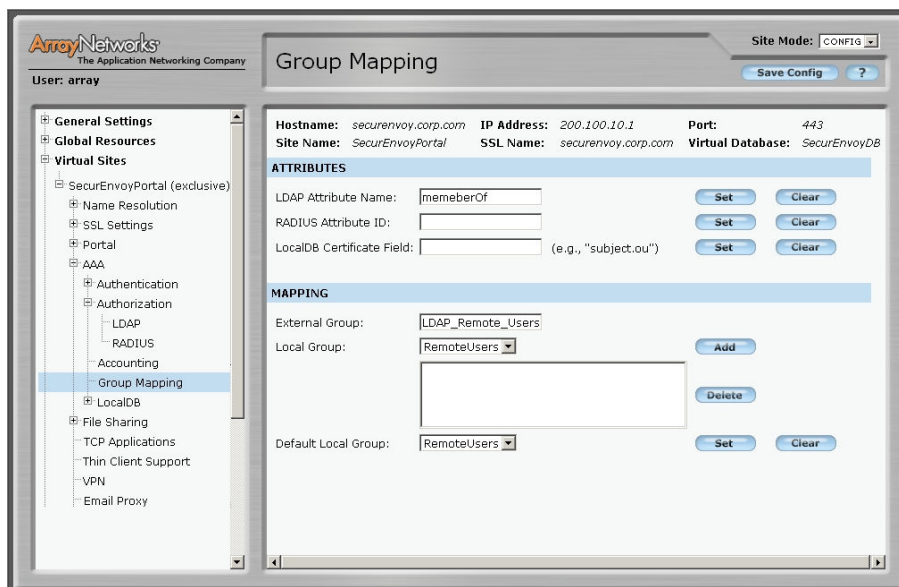 ArrayNetworks
The Application Networking Company
User: array
Group Mapping
Site Mode: CONFIG
Save Config ?
General Settings
Global Resources
Virtual Sites
SecurEnvoyPortal (exclusive)
Name Resolution
SSL Settings
Portal
AAA
Authentication
Authorization
LDAP
RADIUS
Accounting
Group Mapping
LocalDB
File Sharing
TCP Applications
Thin Client Support
VPN
Email Proxy
Hostname: securenvoy.corp.com IP Address: 200.100.10.1 Port: 443
Site Name: SecurEnvoyPortal SSL Name: securenvoy.corp.com Virtual Database: SecurEnvoyDB
ATTRIBUTES
LDAP Attribute Name: memeberOf Set Clear
RADIUS Attribute ID: Set Clear
LocalDB Certificate Field: (e.g., "subject.ou") Set Clear
MAPPING
External Group: LDAP_Remote_Users
Local Group: RemoteUsers Add
Delete
Default Local Group: RemoteUsers Set Clear